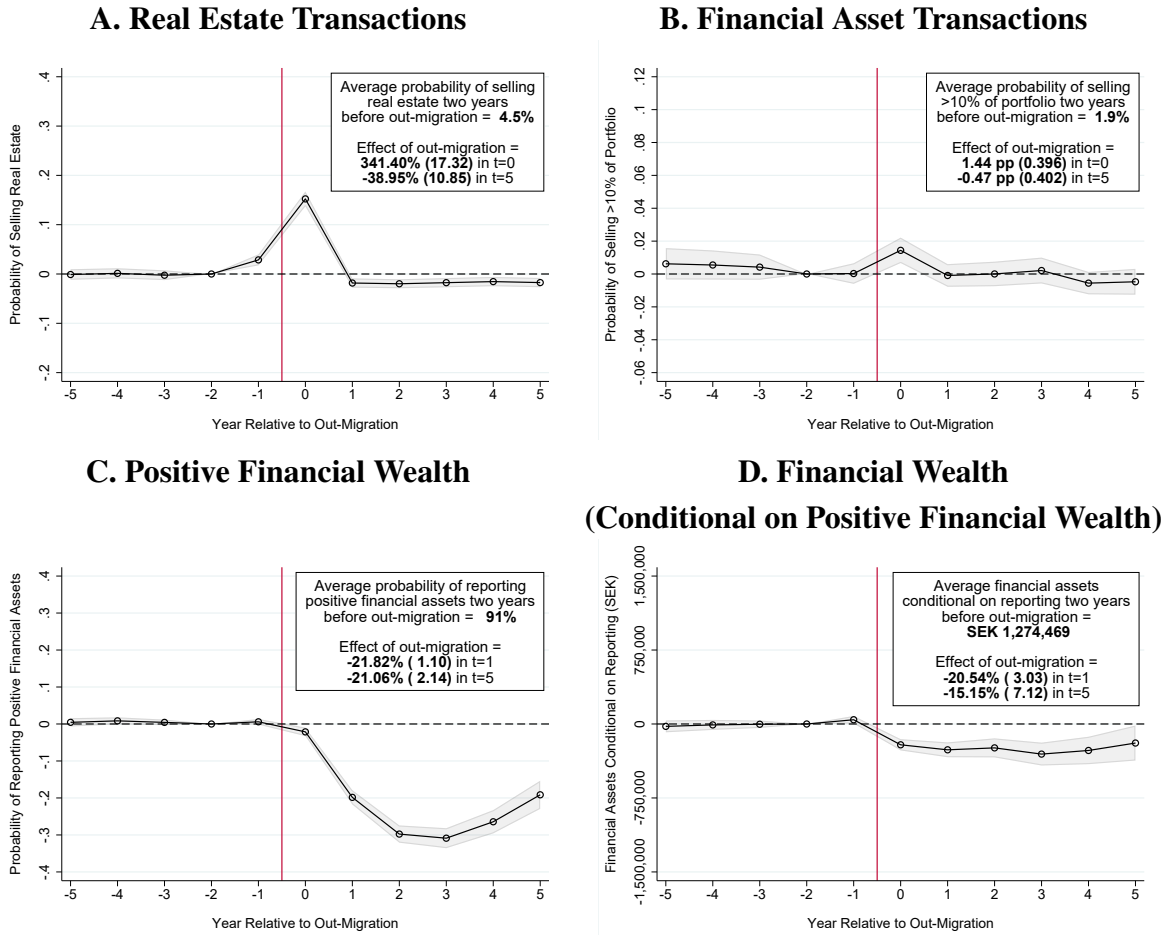 A. Real Estate Transactions
Probability of Selling Real Estate
.4
.3
.2
.1
0
-.1
-.2
Average probability of selling
real estate two years
before out-migration = 4.5%
Effect of out-migration =
341.40% (17.32) in t=0
-38.95% (10.85) in t=5
-5 -4 -3 -2 -1 0 1 2 3 4 5
Year Relative to Out-Migration
B. Financial Asset Transactions
Probability of Selling >10% of Portfolio
.12
.1
.08
.06
.04
.02
0
-.02
-.04
-.06
Average probability of selling
>10% of portfolio two years
before out-migration = 1.9%
Effect of out-migration =
1.44 pp (0.396) in t=0
-0.47 pp (0.402) in t=5
-5 -4 -3 -2 -1 0 1 2 3 4 5
Year Relative to Out-Migration
C. Positive Financial Wealth
Probability of Reporting Positive Financial Assets
.4
.3
.2
.1
0
-.1
-.2
-.3
-.4
Average probability of reporting
positive financial assets two years
before out-migration = 91%
Effect of out-migration =
-21.82% ( 1.10) in t=1
-21.06% ( 2.14) in t=5
-5 -4 -3 -2 -1 0 1 2 3 4 5
Year Relative to Out-Migration
D. Financial Wealth
(Conditional on Positive Financial Wealth)
Financial Assets Conditional on Reporting (SEK)
1,500,000
750,000
0
-750,000
-1,500,000
Average financial assets
conditional on reporting two years
before out-migration =
SEK 1,274,469
Effect of out-migration =
-20.54% ( 3.03) in t=1
-15.15% ( 7.12) in t=5
-5 -4 -3 -2 -1 0 1 2 3 4 5
Year Relative to Out-Migration